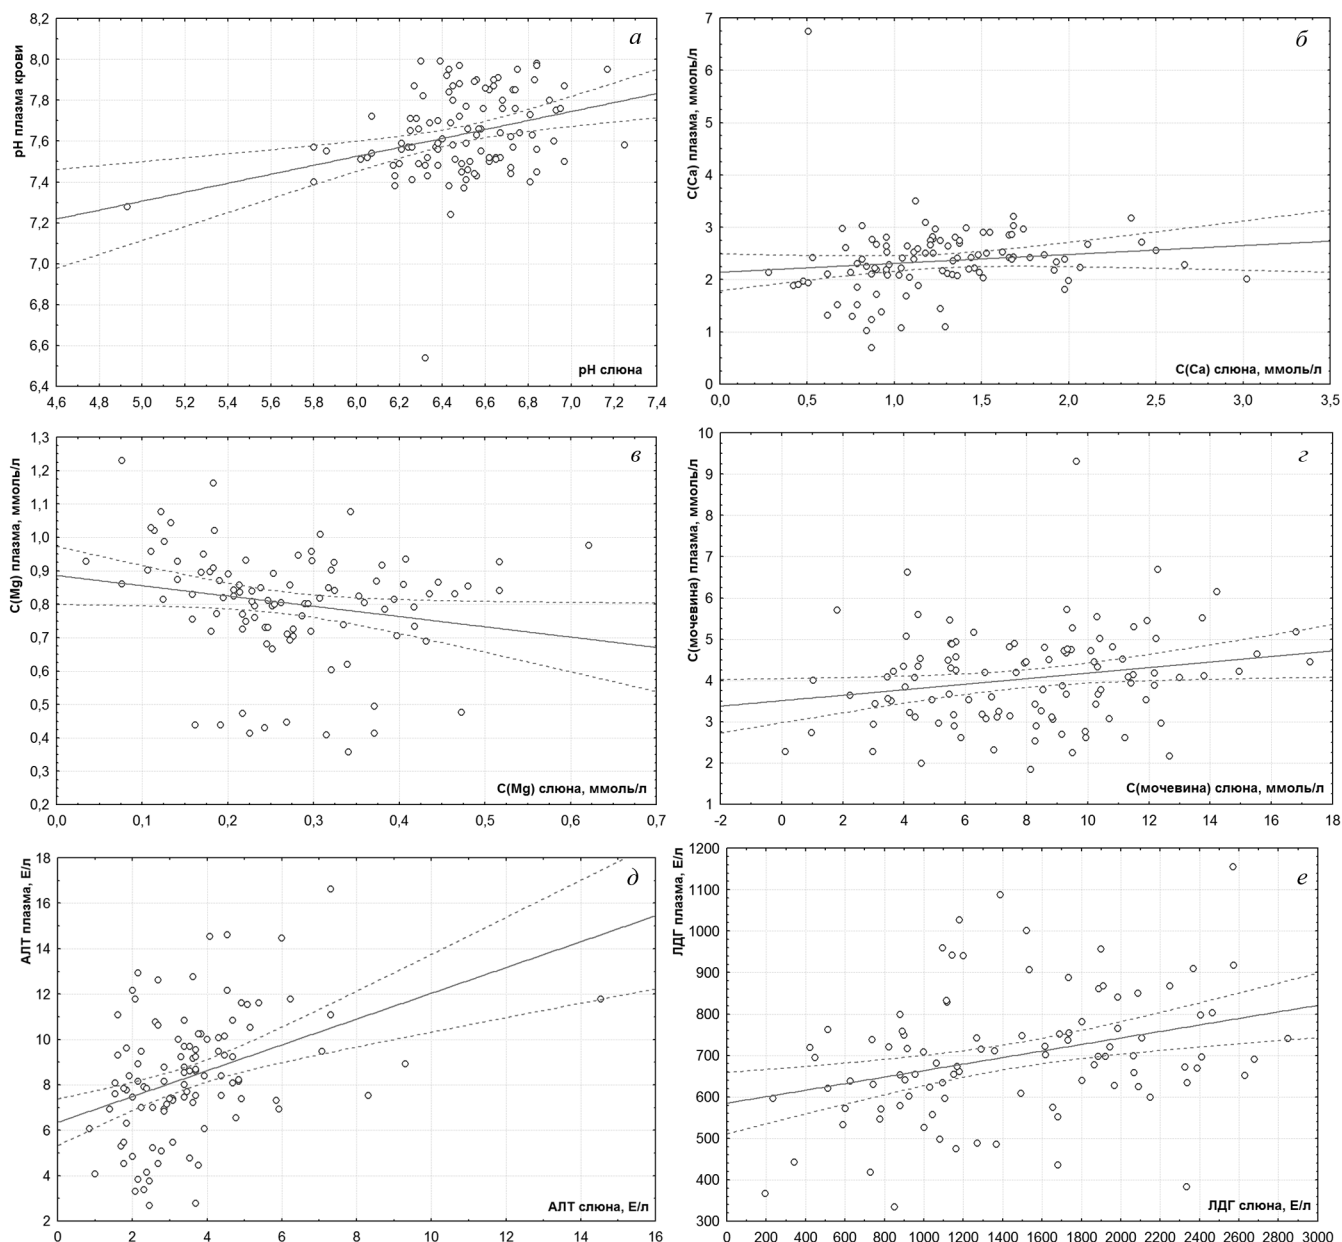 а
pH плазма крови
8,2
8,0
7,8
7,6
7,4
7,2
7,0
6,8
6,6
6,4
pH слюна
4,6 4,8 5,0 5,2 5,4 5,6 5,8 6,0 6,2 6,4 6,6 6,8 7,0 7,2 7,4
б
C(Ca) плазма, ммоль/л
7
6
5
4
3
2
1
0
C(Ca) слюна, ммоль/л
0,0 0,5 1,0 1,5 2,0 2,5 3,0 3,5
в
C(Mg) плазма, ммоль/л
1,3
1,2
1,1
1,0
0,9
0,8
0,7
0,6
0,5
0,4
0,3
0,2
C(Mg) слюна, ммоль/л
0,0 0,1 0,2 0,3 0,4 0,5 0,6 0,7
г
C(мочевина) плазма, ммоль/л
10
9
8
7
6
5
4
3
2
1
C(мочевина) слюна, ммоль/л
-2 0 2 4 6 8 10 12 14 16 18
д
АЛТ плазма, Е/л
18
16
14
12
10
8
6
4
2
АЛТ слюна, Е/л
0 2 4 6 8 10 12 14 16
е
ЛДГ плазма, Е/л
1200
1100
1000
900
800
700
600
500
400
300
ЛДГ слюна, Е/л
0 200 400 600 800 1000 1200 1400 1600 1800 2000 2200 2400 2600 2800 3000